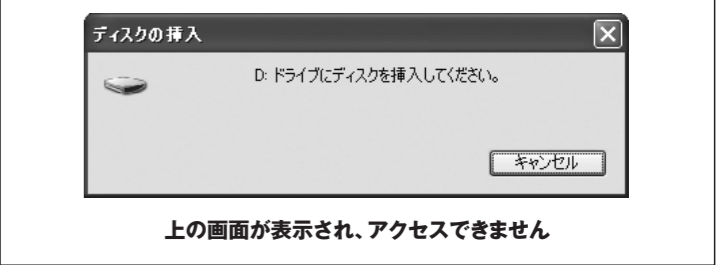 ディスクの挿入
D: ドライブにディスクを挿入してください。
キャンセル
上の画面が表示され、アクセスできません